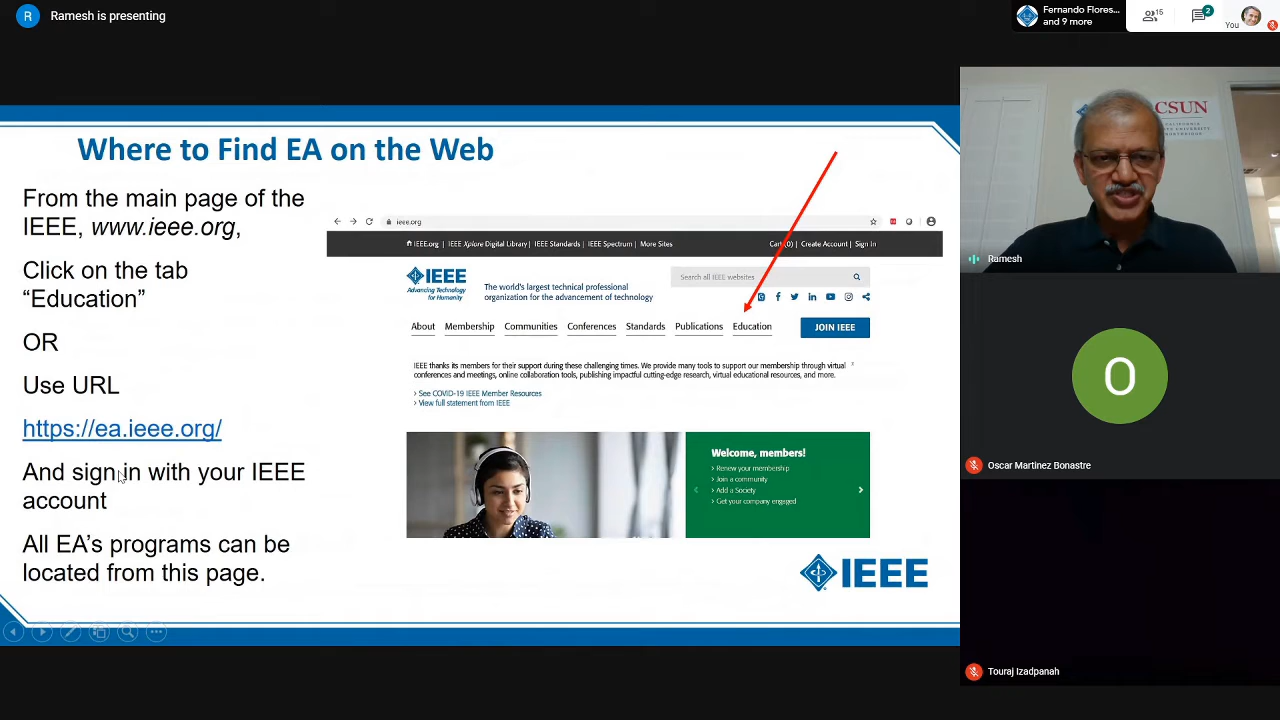 R
Ramesh is presenting
Fernando Flores...
and 9 more
15
2
You
Where to Find EA on the Web
From the main page of the
IEEE, www.ieee.org,
Click on the tab
“Education”
OR
Use URL
https://ea.ieee.org/
And sign in with your IEEE
account
All EA’s programs can be
located from this page.
ieee.org
IEEE.org | IEEE Xplore Digital Library | IEEE Standards | IEEE Spectrum | More Sites
Cart (0) | Create Account | Sign In
IEEE
Advancing Technology
for Humanity
The world's largest technical professional
organization for the advancement of technology
Search all IEEE websites
About Membership Communities Conferences Standards Publications Education
JOIN IEEE
IEEE thanks its members for their support during these challenging times. We provide many tools to support our membership through virtual
conferences and meetings, online collaboration tools, publishing impactful cutting-edge research, virtual educational resources, and more.
> See COVID-19 IEEE Member Resources
> View full statement from IEEE
Welcome, members!
> Renew your membership
> Join a community
> Add a Society
> Get your company engaged
IEEE
CSUN
Ramesh
O
Oscar Martinez Bonastre
Touraj Izadpanah